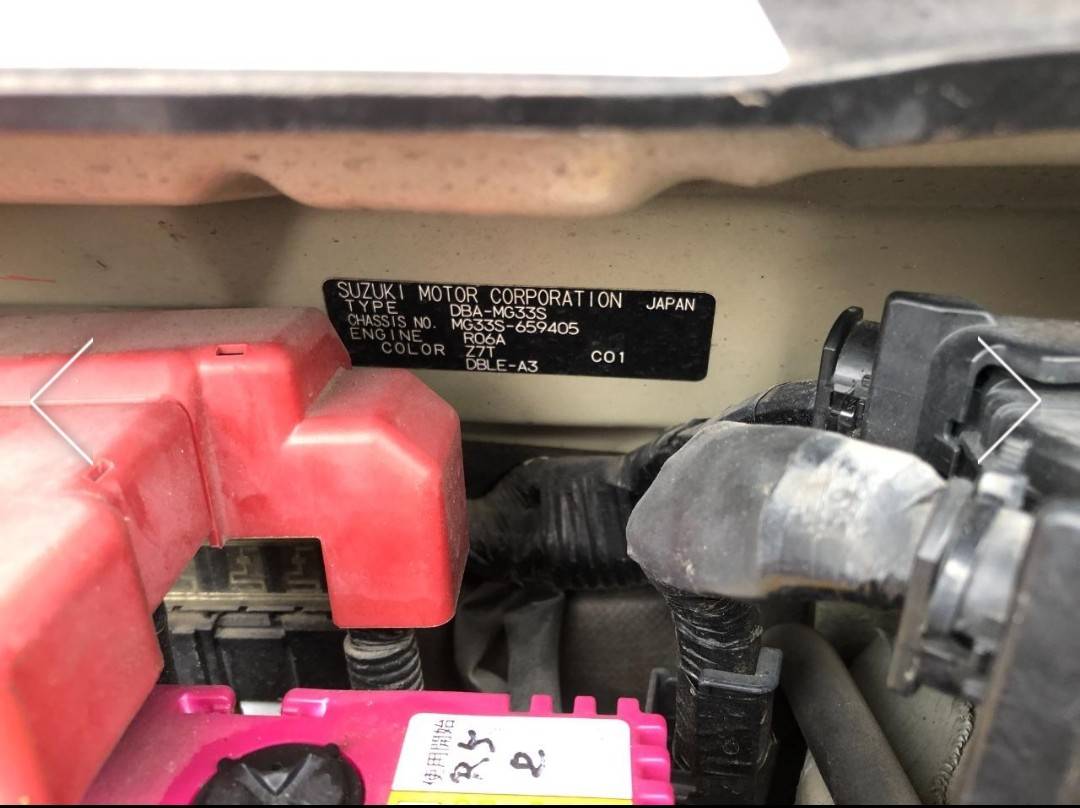 SUZUKI MOTOR CORPORATION JAPAN
TYPE DBA-MG33S
CHASSIS NO. MG33S-659405
ENGINE R06A
COLOR Z7T C01
DBLE-A3
使用開始
R5